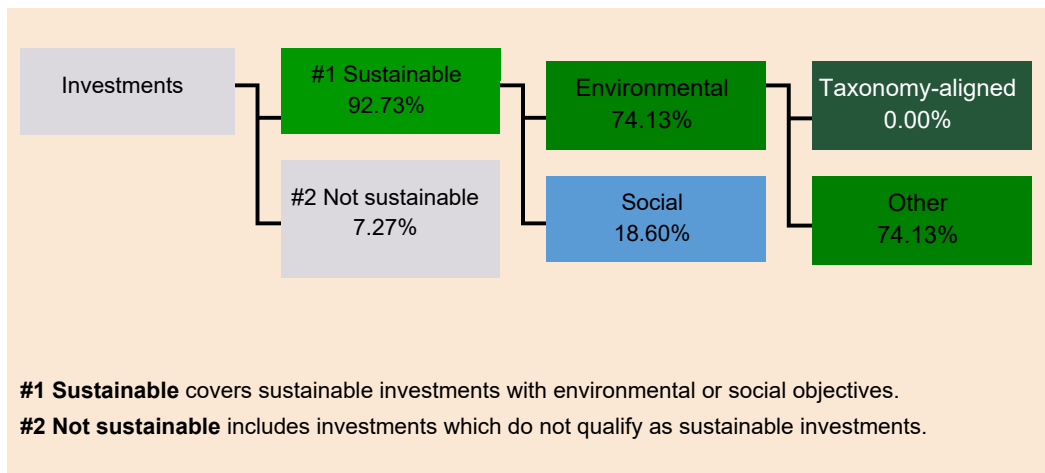 Investments
#1 Sustainable
92.73%
#2 Not sustainable
7.27%
Environmental
74.13%
Social
18.60%
Taxonomy-aligned
0.00%
Other
74.13%
#1 Sustainable covers sustainable investments with environmental or social objectives.
#2 Not sustainable includes investments which do not qualify as sustainable investments.